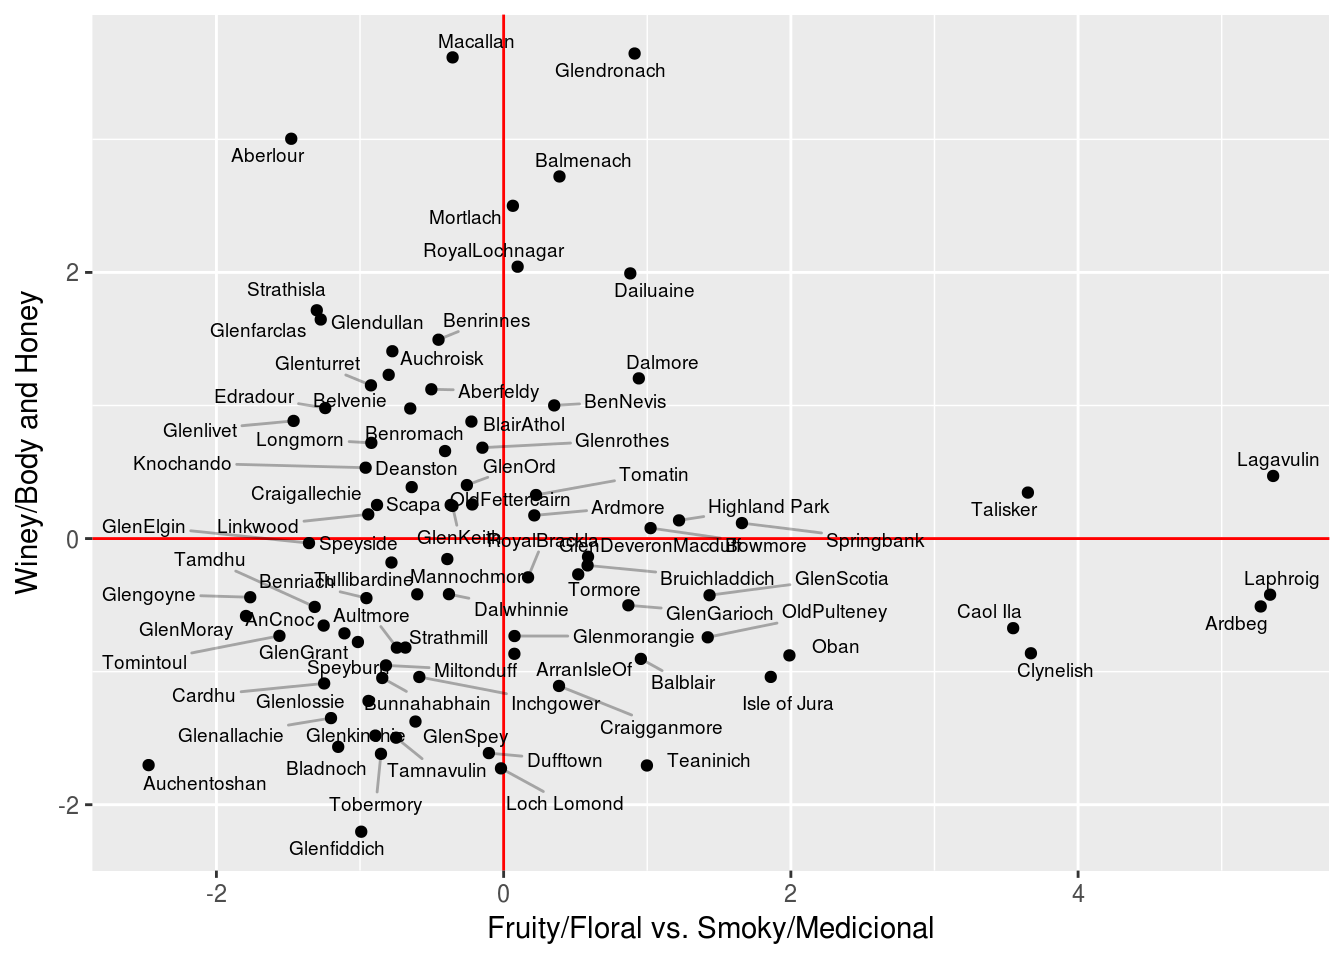 Macallan
Glendronach
Aberlour
Balmenach
Mortlach
RoyalLochnagar
Dailuaine
2
Strathisla
Glenfarclas
Glendullan
Benrinnes
Auchroisk
Glenturret
Dalmore
Aberfeldy
BenNevis
Edradour
Belvenie
Glenlivet
BlairAthol
Longmorn
Benromach
Glenrothes
Knochando
Deanston
GlenOrd
Tomatin
Lagavulin
Craigallechie
Scapa
OldFettercairn
Ardmore
Highland Park
Talisker
GlenElgin
Linkwood
GlenKeith
RoyalBrackla
GlenDeveronMacduff
Bowmore
Springbank
0
Speyside
Tamdhu
Benriach
Tullibardine
Mannochmor
Tormore
Bruichladdich
GlenScotia
Laphroig
Glengoyne
AnCnoc
Aultmore
Dalwhinnie
GlenGarioch
OldPulteney
Caol Ila
Ardbeg
GlenMoray
Strathmill
Glenmorangie
Oban
Tomintoul
GlenGrant
Speyburn
Miltonduff
ArranIsleOf
Balblair
Clynelish
Cardhu
Glenlossie
Bunnahabhain
Inchgower
Isle of Jura
Craigganmore
Glenallachie
Glenkinchie
GlenSpey
Dufftown
Teaninich
Bladnoch
Tamnavulin
Auchentoshan
Tobermory
Loch Lomond
-2
Glenfiddich
-2
0
2
4
Fruity/Floral vs. Smoky/Medicional
Winey/Body and Honey